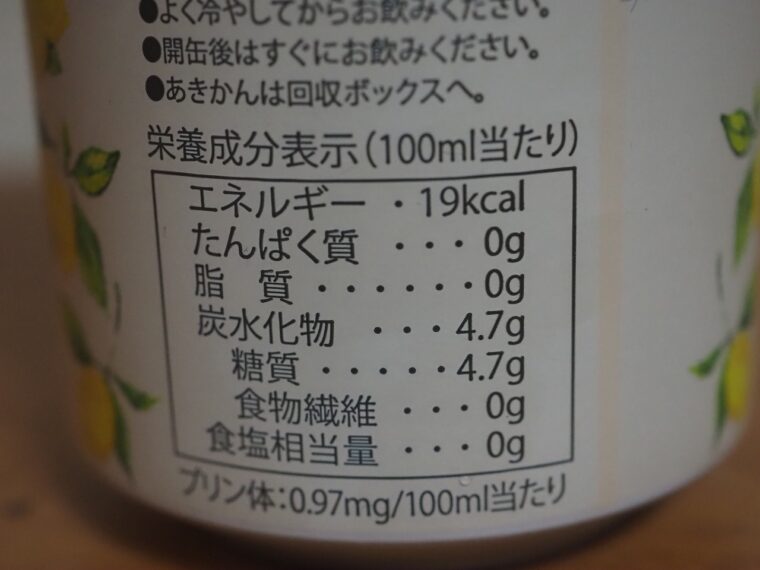 ●よく冷やしてからお飲みください。
●開缶後はすぐにお飲みください。
●あきかんは回収ボックスへ。
栄養成分表示(100ml当たり)
エネルギー・19kcal
たんぱく質・・・0g
脂 質・・・・・・0g
炭水化物・・・4.7g
糖質・・・・・4.7g
食物繊維・・・0g
食塩相当量・・・0g
プリン体:0.97mg/100ml当たり